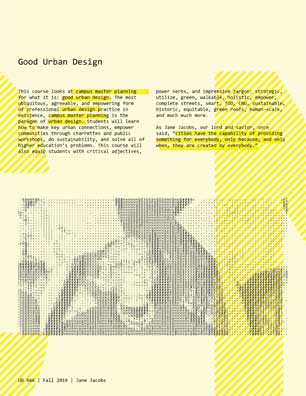 Good Urban Design
This course looks at campus master planning
for what it is: good urban design. The most
ubiquitous, agreeable, and empowering form
of professional urban design practice in
existence, campus master planning is the
paragon of urban design. Students will learn
how to make key urban connections, empower
communities through charrettes and public
workshops, do sustainability, and solve all of
higher education's problems. This course will
also equip students with critical adjectives,
power verbs, and impressive jargon: strategic,
utilize, green, walkable, holistic, empower,
complete streets, smart, TOD, CNU, sustainable,
historic, equitable, green roofs, human-scale,
and much much more.
As Jane Jacobs, our lord and savior, once
said, "Cities have the capability of providing
something for everybody, only because, and only
when, they are created by everybody."
UD 666 | Fall 2019 | Jane Jacobs